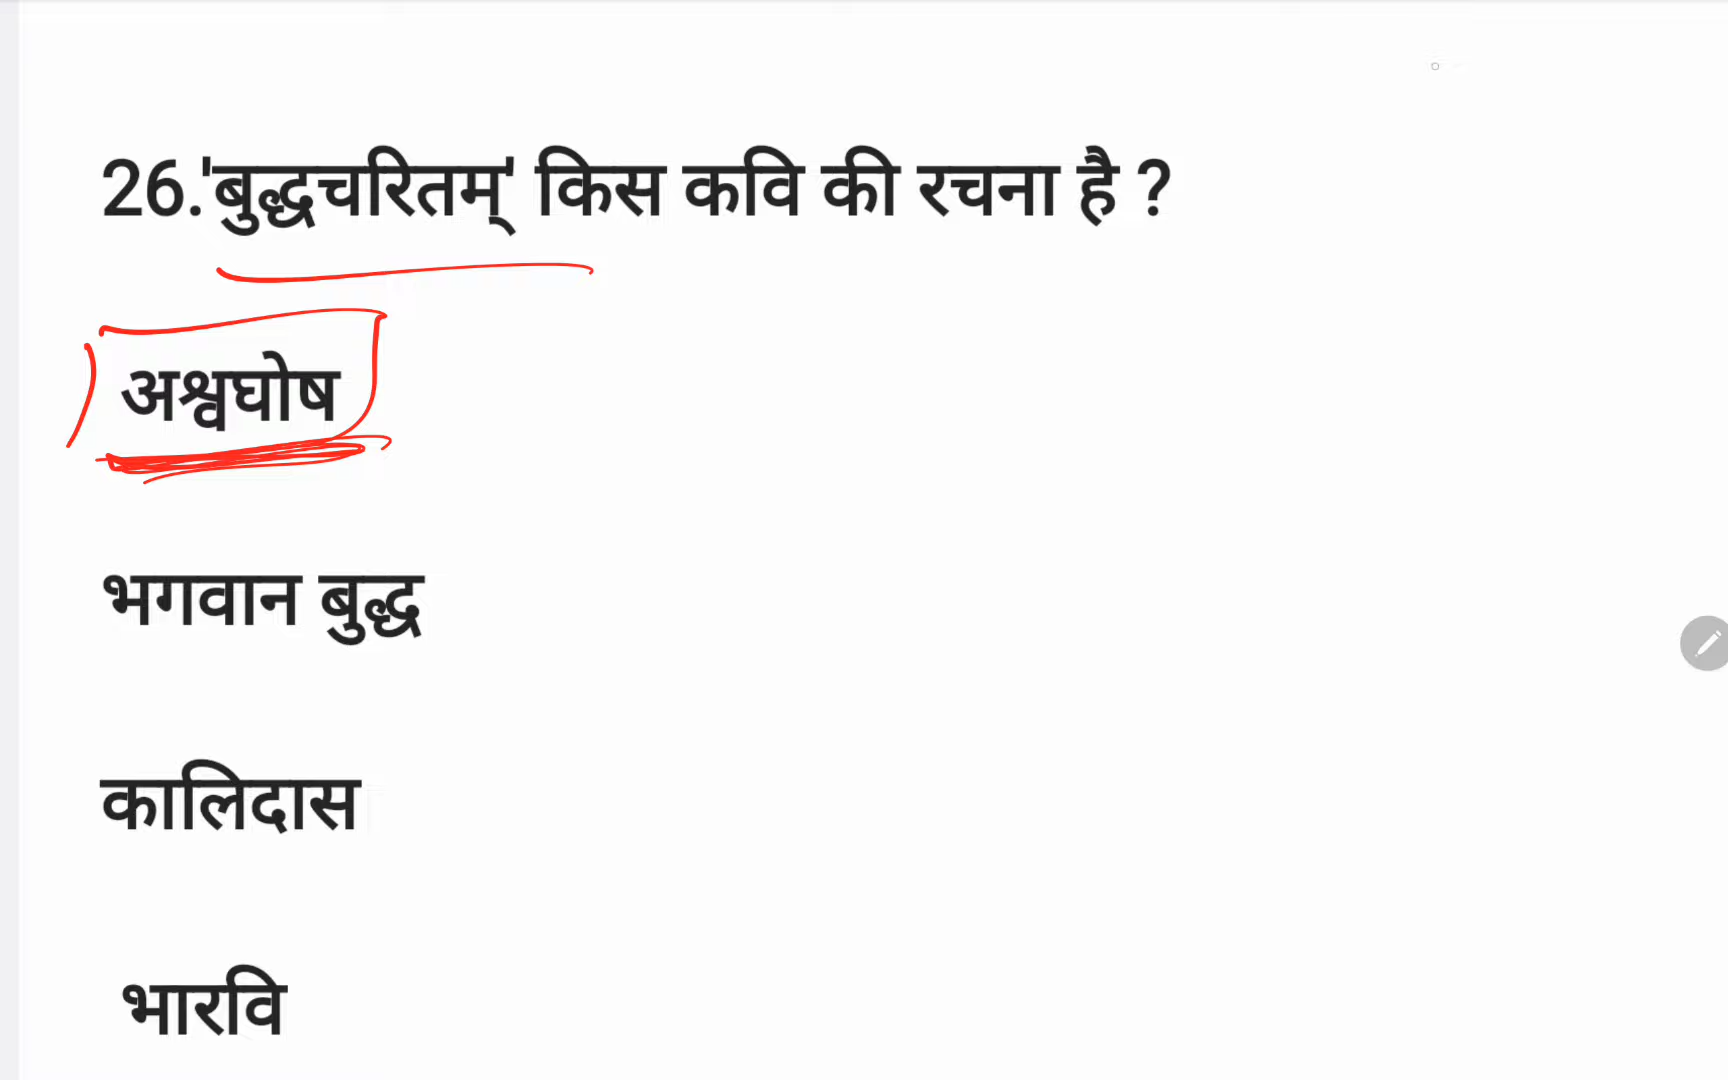 26.'बुद्धचरितम्' किस कवि की रचना है ?
अश्वघोष
भगवान बुद्ध
कालिदास
भारवि